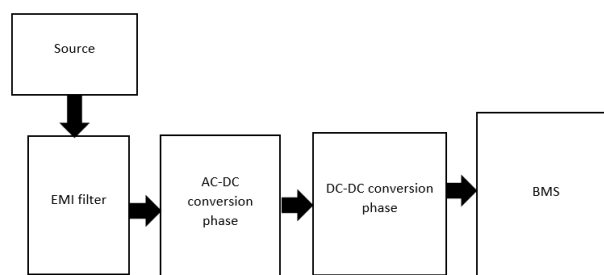 Source
EMI filter
AC-DC
conversion
phase
DC-DC conversion
phase
BMS